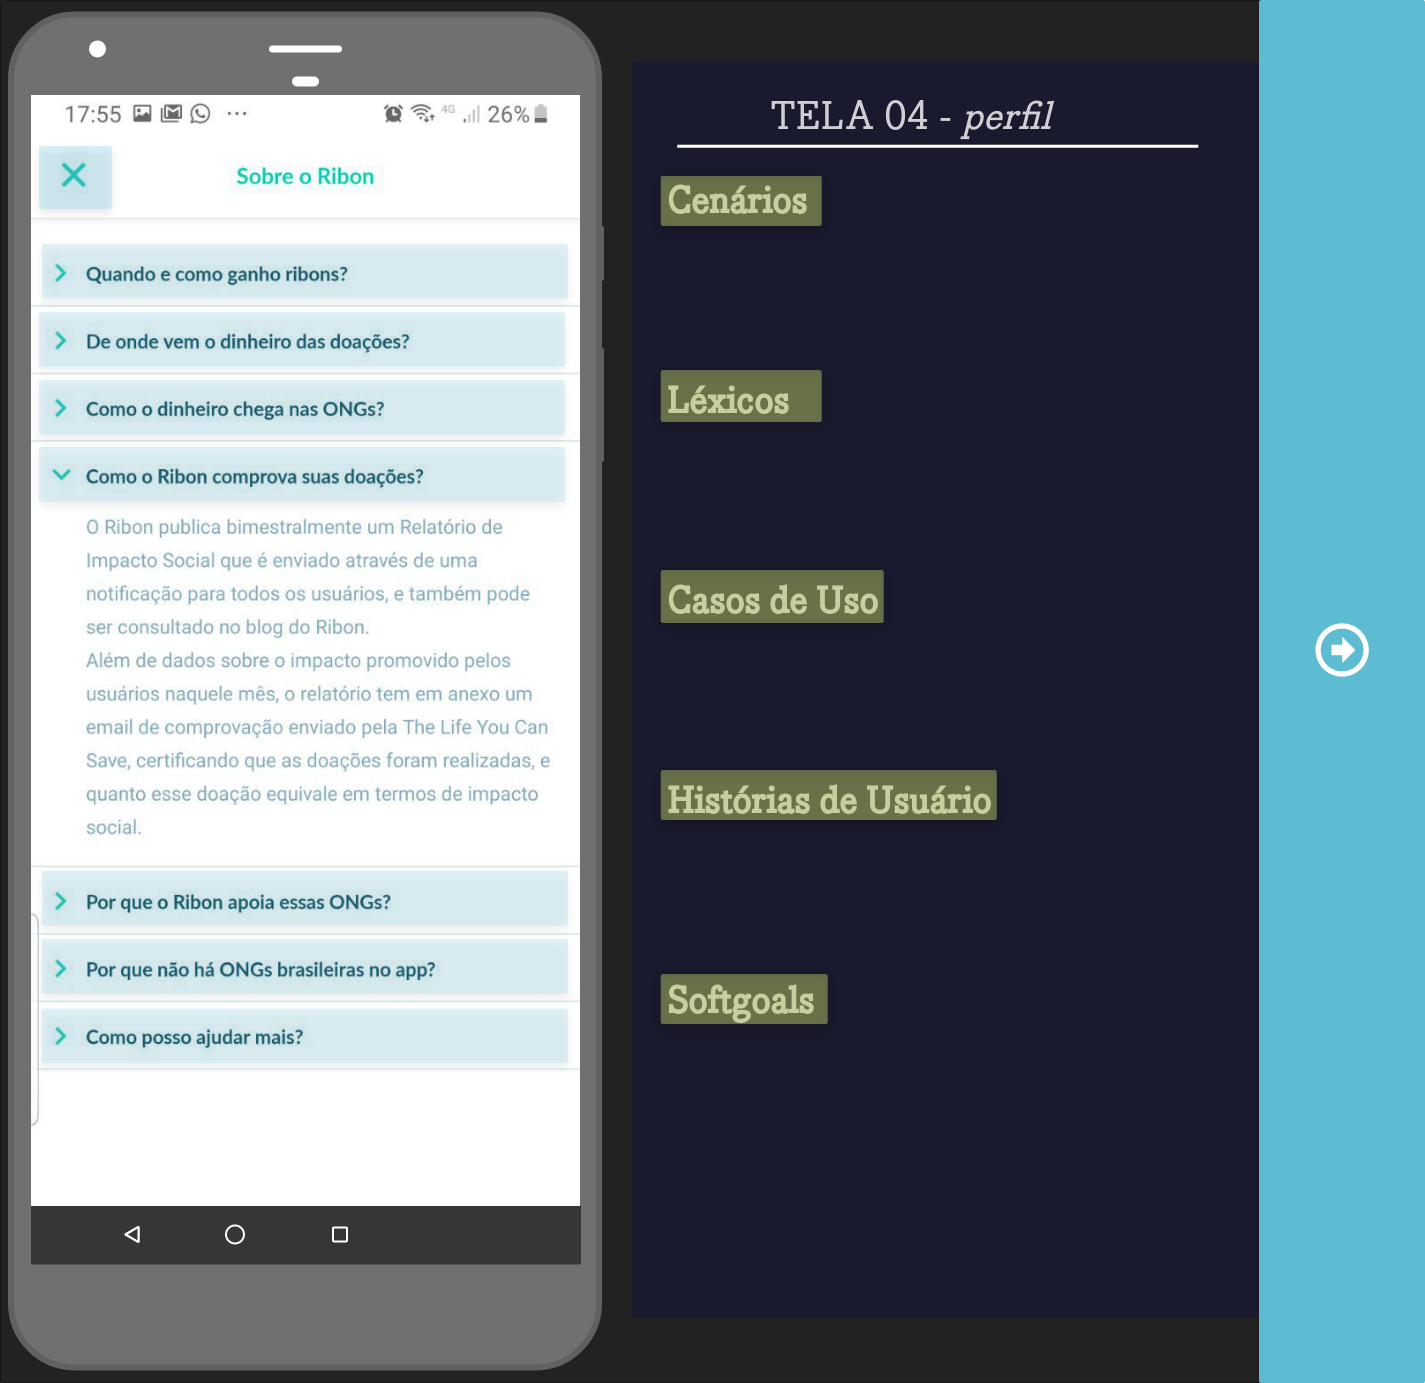 17:55 ... 4G 26%
Sobre o Ribon
Quando e como ganho ribons?
De onde vem o dinheiro das doações?
Como o dinheiro chega nas ONGs?
Como o Ribon comprova suas doações?
O Ribon publica bimestralmente um Relatório de
Impacto Social que é enviado através de uma
notificação para todos os usuários, e também pode
ser consultado no blog do Ribon.
Além de dados sobre o impacto promovido pelos
usuários naquele mês, o relatório tem em anexo um
email de comprovação enviado pela The Life You Can
Save, certificando que as doações foram realizadas, e
quanto esse doação equivale em termos de impacto
social.
Por que o Ribon apoia essas ONGs?
Por que não há ONGs brasileiras no app?
Como posso ajudar mais?
TELA 04 - perfil
Cenários
Léxicos
Casos de Uso
Histórias de Usuário
Softgoals